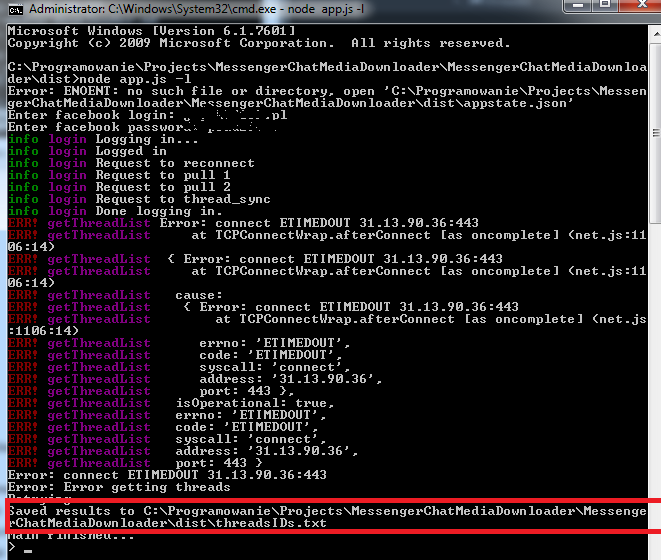 Administrator: C:\Windows\System32\cmd.exe - node app.js -l
Microsoft Windows [Version 6.1.7601]
Copyright (c) 2009 Microsoft Corporation. All rights reserved.
C:\Programowanie\Projects\MessengerChatMediaDownloader\MessengerChatMediaDownloa
der\dist>node app.js -l
Error: ENOENT: no such file or directory, open 'C:\Programowanie\Projects\Messen
gerChatMediaDownloader\MessengerChatMediaDownloader\dist\appstate.json'
Enter facebook login: .pl
Enter facebook password:
info login Logging in...
info login Logged in
info login Request to reconnect
info login Request to pull 1
info login Request to pull 2
info login Request to thread_sync
info login Done logging in.
ERR! getThreadList Error: connect ETIMEDOUT 31.13.90.36:443
ERR! getThreadList at TCPConnectWrap.afterConnect [as oncomplete] (net.js:11
06:14)
ERR! getThreadList { Error: connect ETIMEDOUT 31.13.90.36:443
ERR! getThreadList at TCPConnectWrap.afterConnect [as oncomplete] (net.js:11
06:14)
ERR! getThreadList cause:
ERR! getThreadList { Error: connect ETIMEDOUT 31.13.90.36:443
ERR! getThreadList at TCPConnectWrap.afterConnect [as oncomplete] (net.js
:1106:14)
ERR! getThreadList errno: 'ETIMEDOUT',
ERR! getThreadList code: 'ETIMEDOUT',
ERR! getThreadList syscall: 'connect',
ERR! getThreadList address: '31.13.90.36',
ERR! getThreadList port: 443 },
ERR! getThreadList isOperational: true,
ERR! getThreadList errno: 'ETIMEDOUT',
ERR! getThreadList code: 'ETIMEDOUT',
ERR! getThreadList syscall: 'connect',
ERR! getThreadList address: '31.13.90.36',
ERR! getThreadList port: 443 }
Error: connect ETIMEDOUT 31.13.90.36:443
Error: Error getting threads
Retrying
Saved results to C:\Programowanie\Projects\MessengerChatMediaDownloader\Messenge
rChatMediaDownloader\dist\threadsIDs.txt
Main finished...
> _